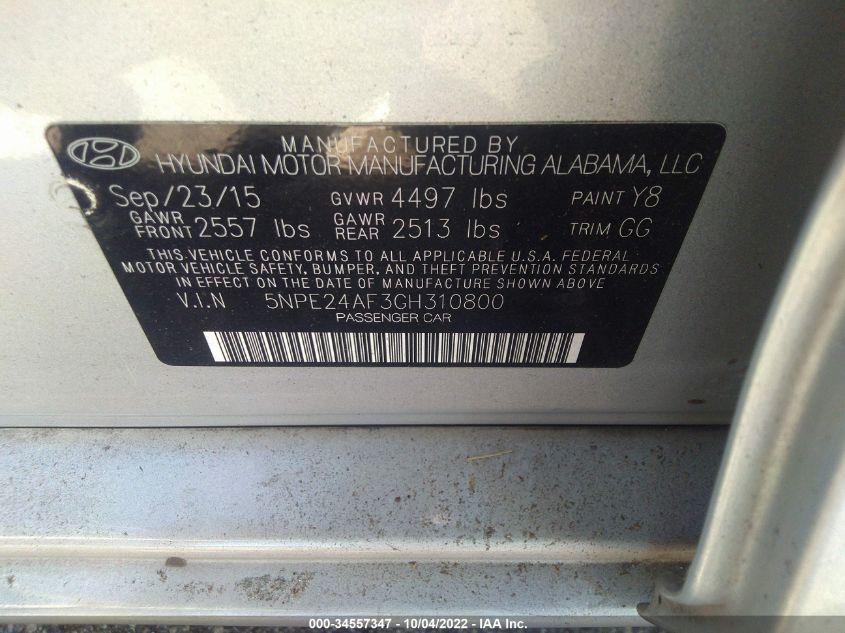 MANUFACTURED BY
HYUNDAI MOTOR MANUFACTURING ALABAMA, LLC
Sep/23/15 GVWR 4497 lbs PAINT Y8
GAWR FRONT 2557 lbs GAWR REAR 2513 lbs TRIM GG
THIS VEHICLE CONFORMS TO ALL APPLICABLE U.S.A. FEDERAL
MOTOR VEHICLE SAFETY, BUMPER, AND THEFT PREVENTION STANDARDS
IN EFFECT ON THE DATE OF MANUFACTURE SHOWN ABOVE
V.I.N 5NPE24AF3GH310800
PASSENGER CAR
000-34557347 - 10/04/2022 - IAA Inc.